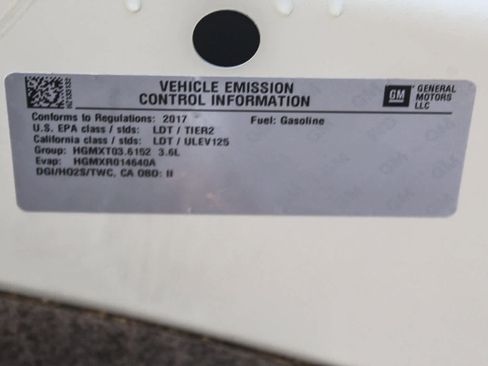 VEHICLE EMISSION
CONTROL INFORMATION
GM
GENERAL
MOTORS
LLC
Conforms to Regulations: 2017 Fuel: Gasoline
U.S. EPA class / stds: LDT / TIER2
California class / stds: LDT / ULEV125
Group: HGMXT03.6152 3.6L
Evap: HGMXR014640A
DGI/HO2S/TWC, CA OBD: II